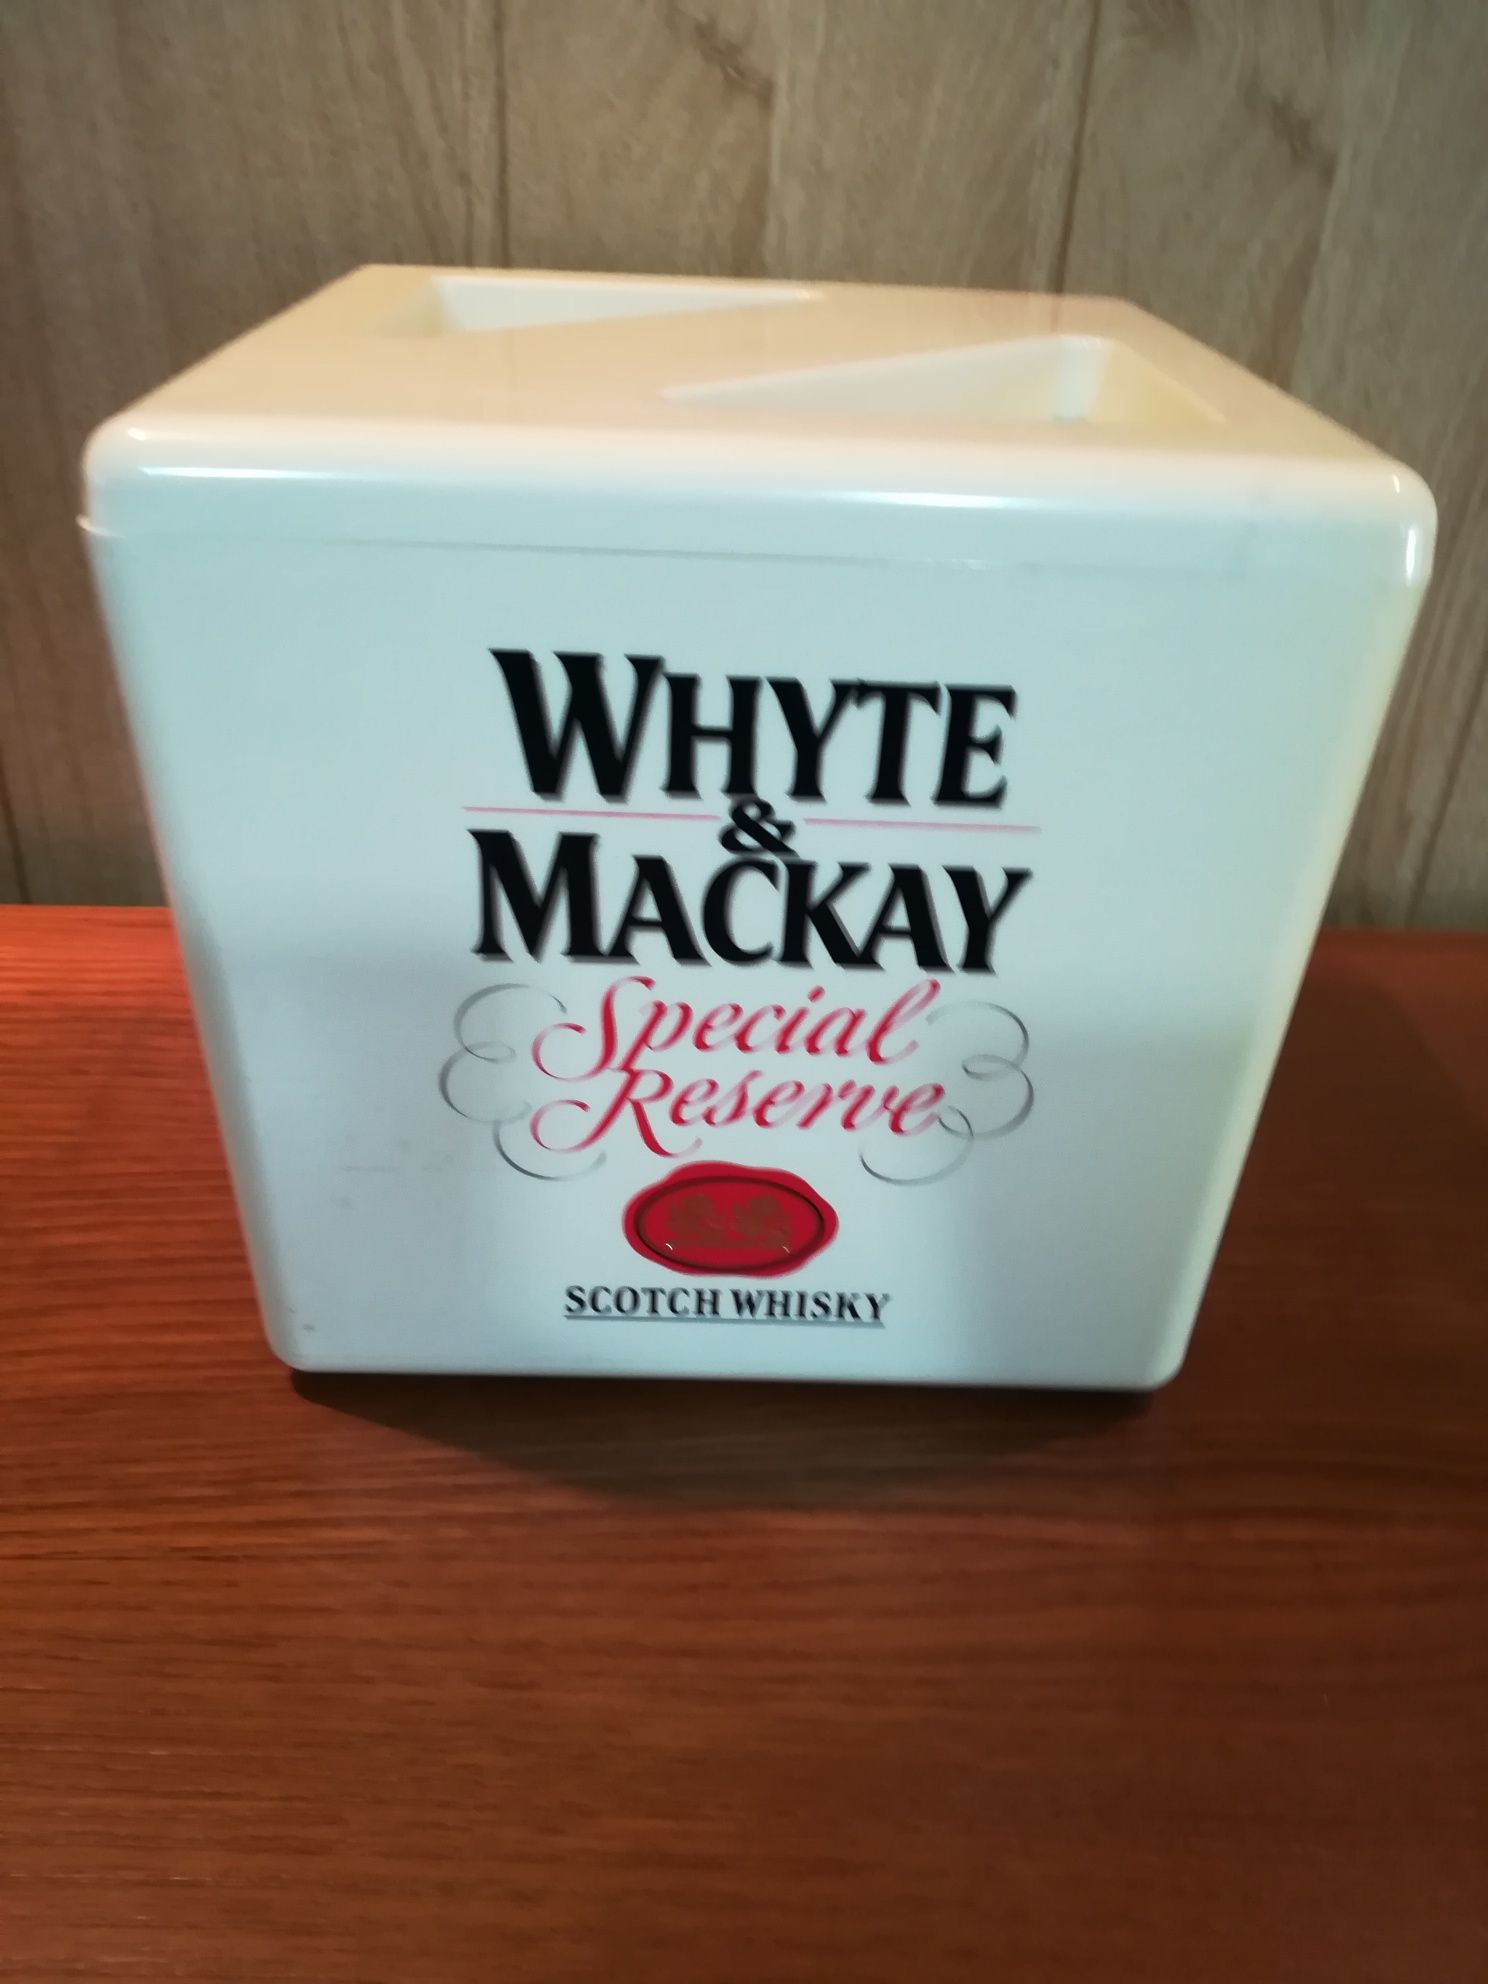 WHYTE
&
MACKAY
Special
Reserve
SCOTCH WHISKY